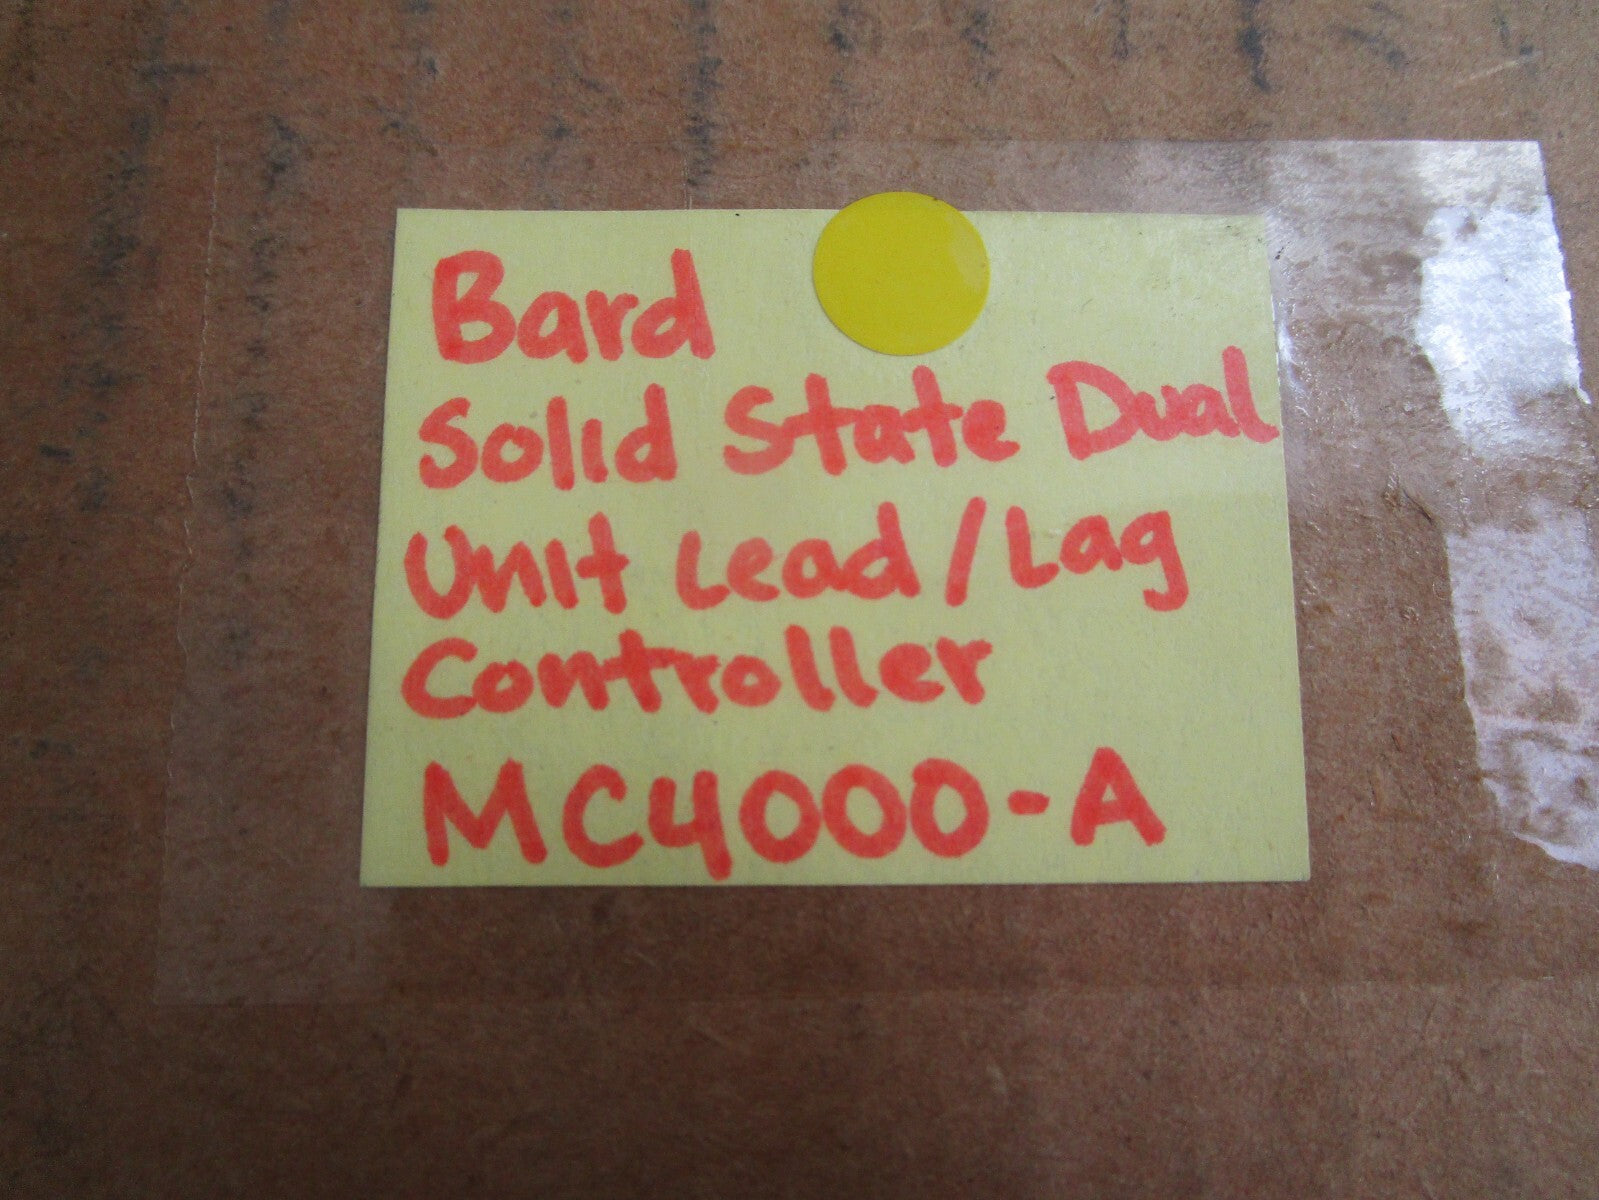 Bard
Solid State Dual
Unit Lead/Lag
Controller
MC4000-A